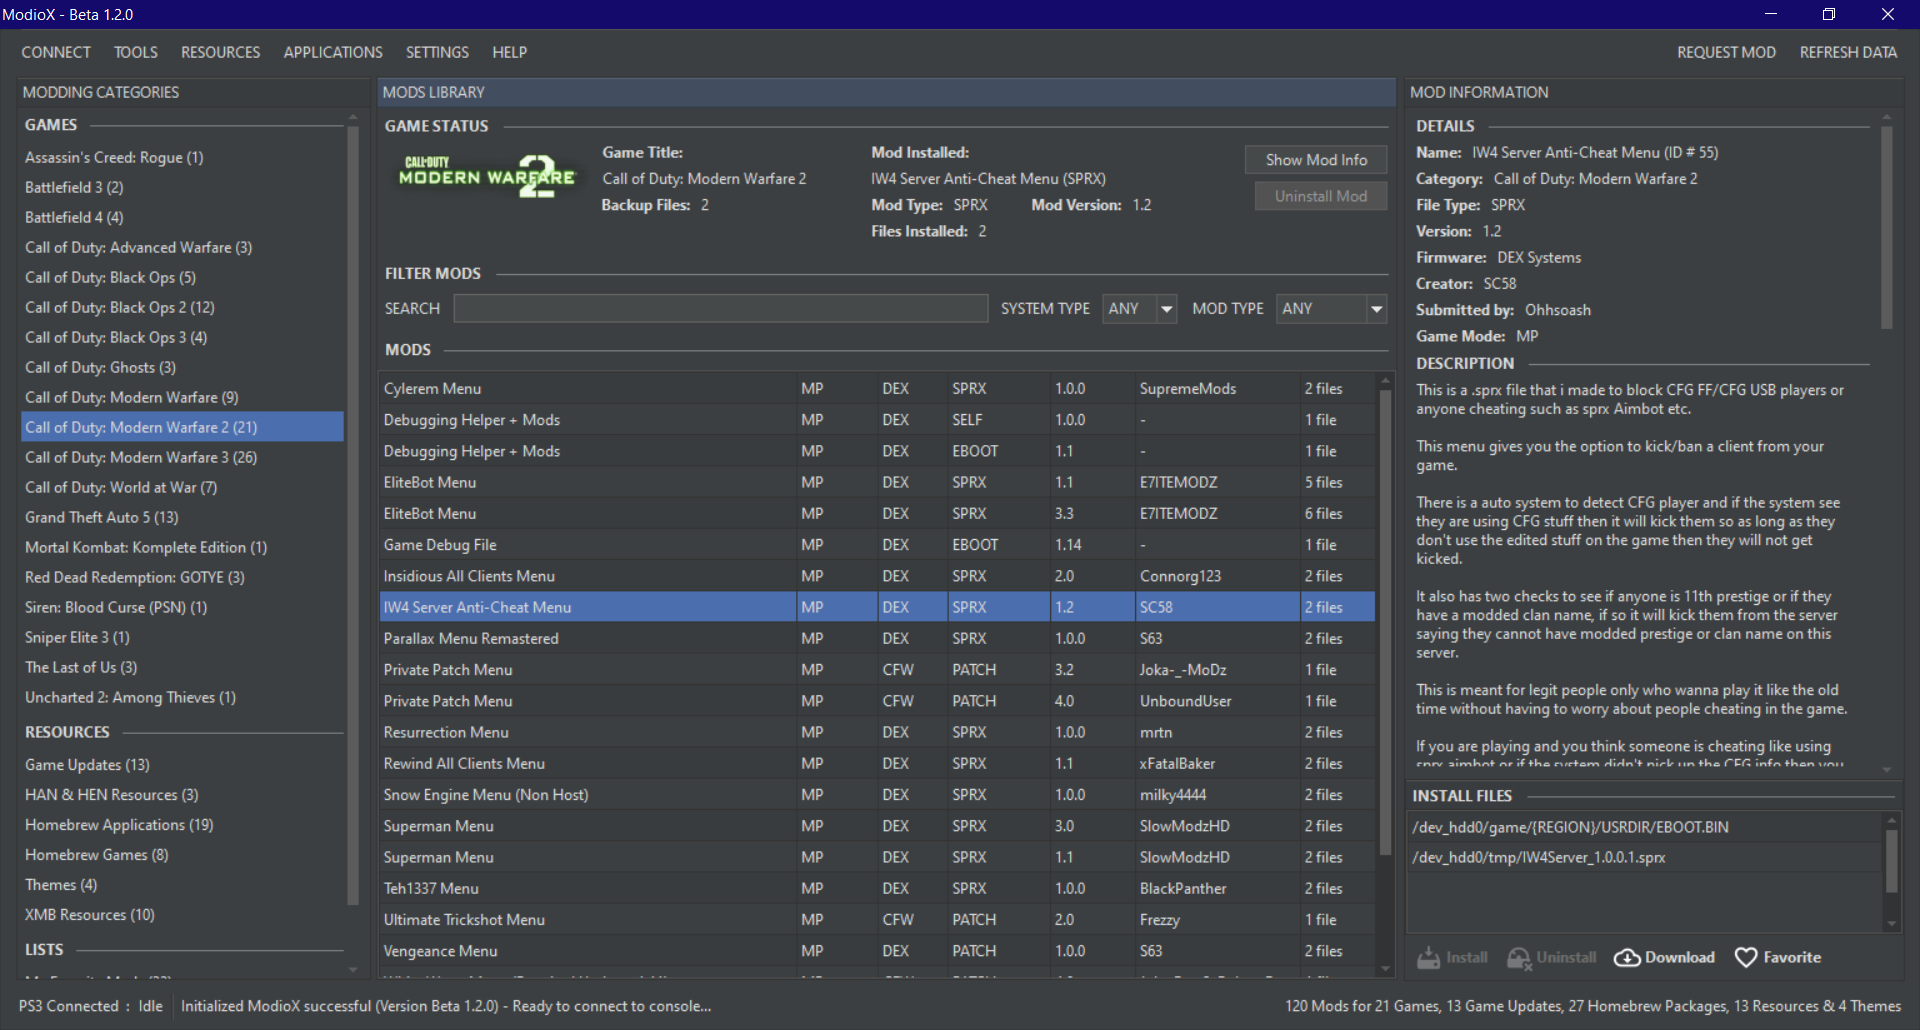 ModioX - Beta 1.2.0
CONNECT TOOLS RESOURCES APPLICATIONS SETTINGS HELP REQUEST MOD REFRESH DATA
MODDING CATEGORIES
GAMES
Assassin's Creed: Rogue (1)
Battlefield 3 (2)
Battlefield 4 (4)
Call of Duty: Advanced Warfare (3)
Call of Duty: Black Ops (5)
Call of Duty: Black Ops 2 (12)
Call of Duty: Black Ops 3 (4)
Call of Duty: Ghosts (3)
Call of Duty: Modern Warfare (9)
Call of Duty: Modern Warfare 2 (21)
Call of Duty: Modern Warfare 3 (26)
Call of Duty: World at War (7)
Grand Theft Auto 5 (13)
Mortal Kombat: Komplete Edition (1)
Red Dead Redemption: GOTYE (3)
Siren: Blood Curse (PSN) (1)
Sniper Elite 3 (1)
The Last of Us (3)
Uncharted 2: Among Thieves (1)
RESOURCES
Game Updates (13)
HAN & HEN Resources (3)
Homebrew Applications (19)
Homebrew Games (8)
Themes (4)
XMB Resources (10)
LISTS
MODS LIBRARY
GAME STATUS
CALL OF DUTY
MODERN WARFARE 2
Game Title:
Call of Duty: Modern Warfare 2
Backup Files: 2
Mod Installed:
IW4 Server Anti-Cheat Menu (SPRX)
Mod Type: SPRX Mod Version: 1.2
Files Installed: 2
Show Mod Info
Uninstall Mod
FILTER MODS
SEARCH SYSTEM TYPE ANY MOD TYPE ANY
MODS
Cylerem Menu MP DEX SPRX 1.0.0 SupremeMods 2 files
Debugging Helper + Mods MP DEX SELF 1.0.0 - 1 file
Debugging Helper + Mods MP DEX EBOOT 1.1 - 1 file
EliteBot Menu MP DEX SPRX 1.1 E7ITEMODZ 5 files
EliteBot Menu MP DEX SPRX 3.3 E7ITEMODZ 6 files
Game Debug File MP DEX EBOOT 1.14 - 1 file
Insidious All Clients Menu MP DEX SPRX 2.0 Connorg123 2 files
IW4 Server Anti-Cheat Menu MP DEX SPRX 1.2 SC58 2 files
Parallax Menu Remastered MP DEX SPRX 1.0.0 S63 2 files
Private Patch Menu MP CFW PATCH 3.2 Joka-_-MoDz 1 file
Private Patch Menu MP CFW PATCH 4.0 UnboundUser 1 file
Resurrection Menu MP DEX SPRX 1.0.0 mrtn 2 files
Rewind All Clients Menu MP DEX SPRX 1.1 xFatalBaker 2 files
Snow Engine Menu (Non Host) MP DEX SPRX 1.0.0 milky4444 2 files
Superman Menu MP DEX SPRX 3.0 SlowModzHD 2 files
Superman Menu MP DEX SPRX 1.1 SlowModzHD 2 files
Teh1337 Menu MP DEX SPRX 1.0.0 BlackPanther 2 files
Ultimate Trickshot Menu MP CFW PATCH 2.0 Frezzy 1 file
Vengeance Menu MP DEX PATCH 1.0.0 S63 2 files
MOD INFORMATION
DETAILS
Name: IW4 Server Anti-Cheat Menu (ID # 55)
Category: Call of Duty: Modern Warfare 2
File Type: SPRX
Version: 1.2
Firmware: DEX Systems
Creator: SC58
Submitted by: Ohhsoash
Game Mode: MP
DESCRIPTION
This is a .sprx file that i made to block CFG FF/CFG USB players or
anyone cheating such as sprx Aimbot etc.
This menu gives you the option to kick/ban a client from your
game.
There is a auto system to detect CFG player and if the system see
they are using CFG stuff then it will kick them so as long as they
don't use the edited stuff on the game then they will not get
kicked.
It also has two checks to see if anyone is 11th prestige or if they
have a modded clan name, if so it will kick them from the server
saying they cannot have modded prestige or clan name on this
server.
This is meant for legit people only who wanna play it like the old
time without having to worry about people cheating in the game.
If you are playing and you think someone is cheating like using
sprx aimbot or if the system didn't pick up the CFG info then you
INSTALL FILES
/dev_hdd0/game/{REGION}/USRDIR/EBOOT.BIN
/dev_hdd0/tmp/IW4Server_1.0.0.1.sprx
Install Uninstall Download Favorite
PS3 Connected : Idle Initialized ModioX successful (Version Beta 1.2.0) - Ready to connect to console... 120 Mods for 21 Games, 13 Game Updates, 27 Homebrew Packages, 13 Resources & 4 Themes